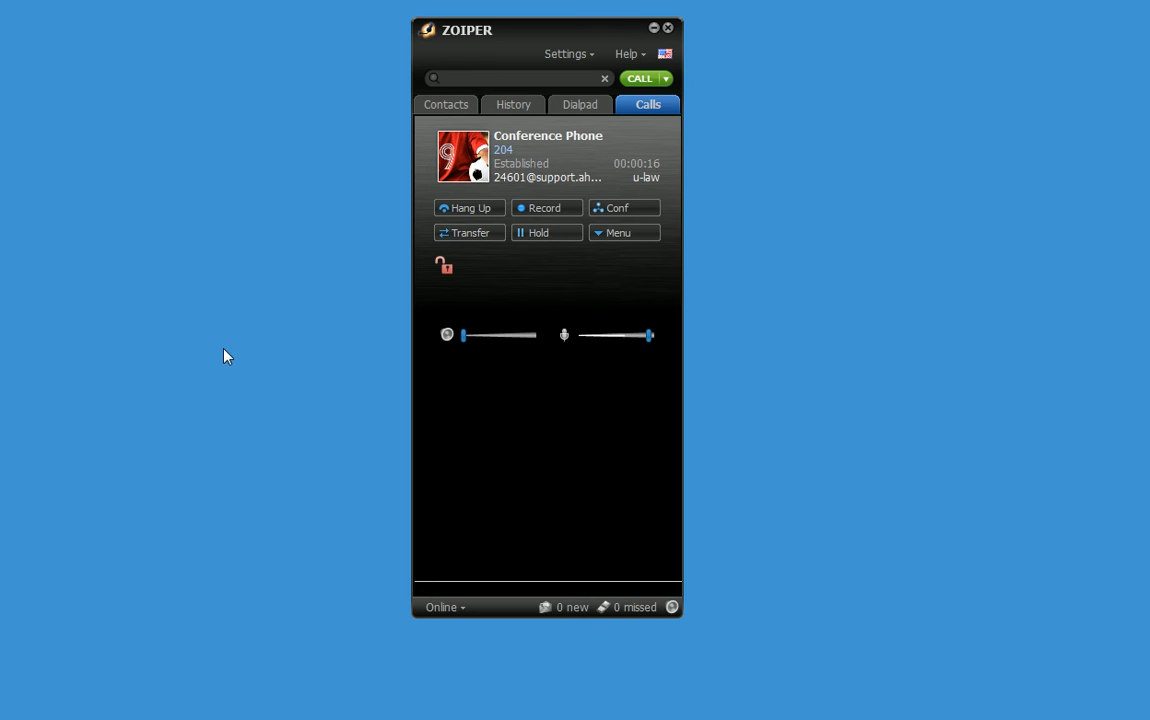 ZOIPER
Settings Help
CALL
Contacts History Dialpad Calls
Conference Phone
204
Established 00:00:16
24601@support.ah... u-law
Hang Up Record Conf
Transfer Hold Menu
Online 0 new 0 missed